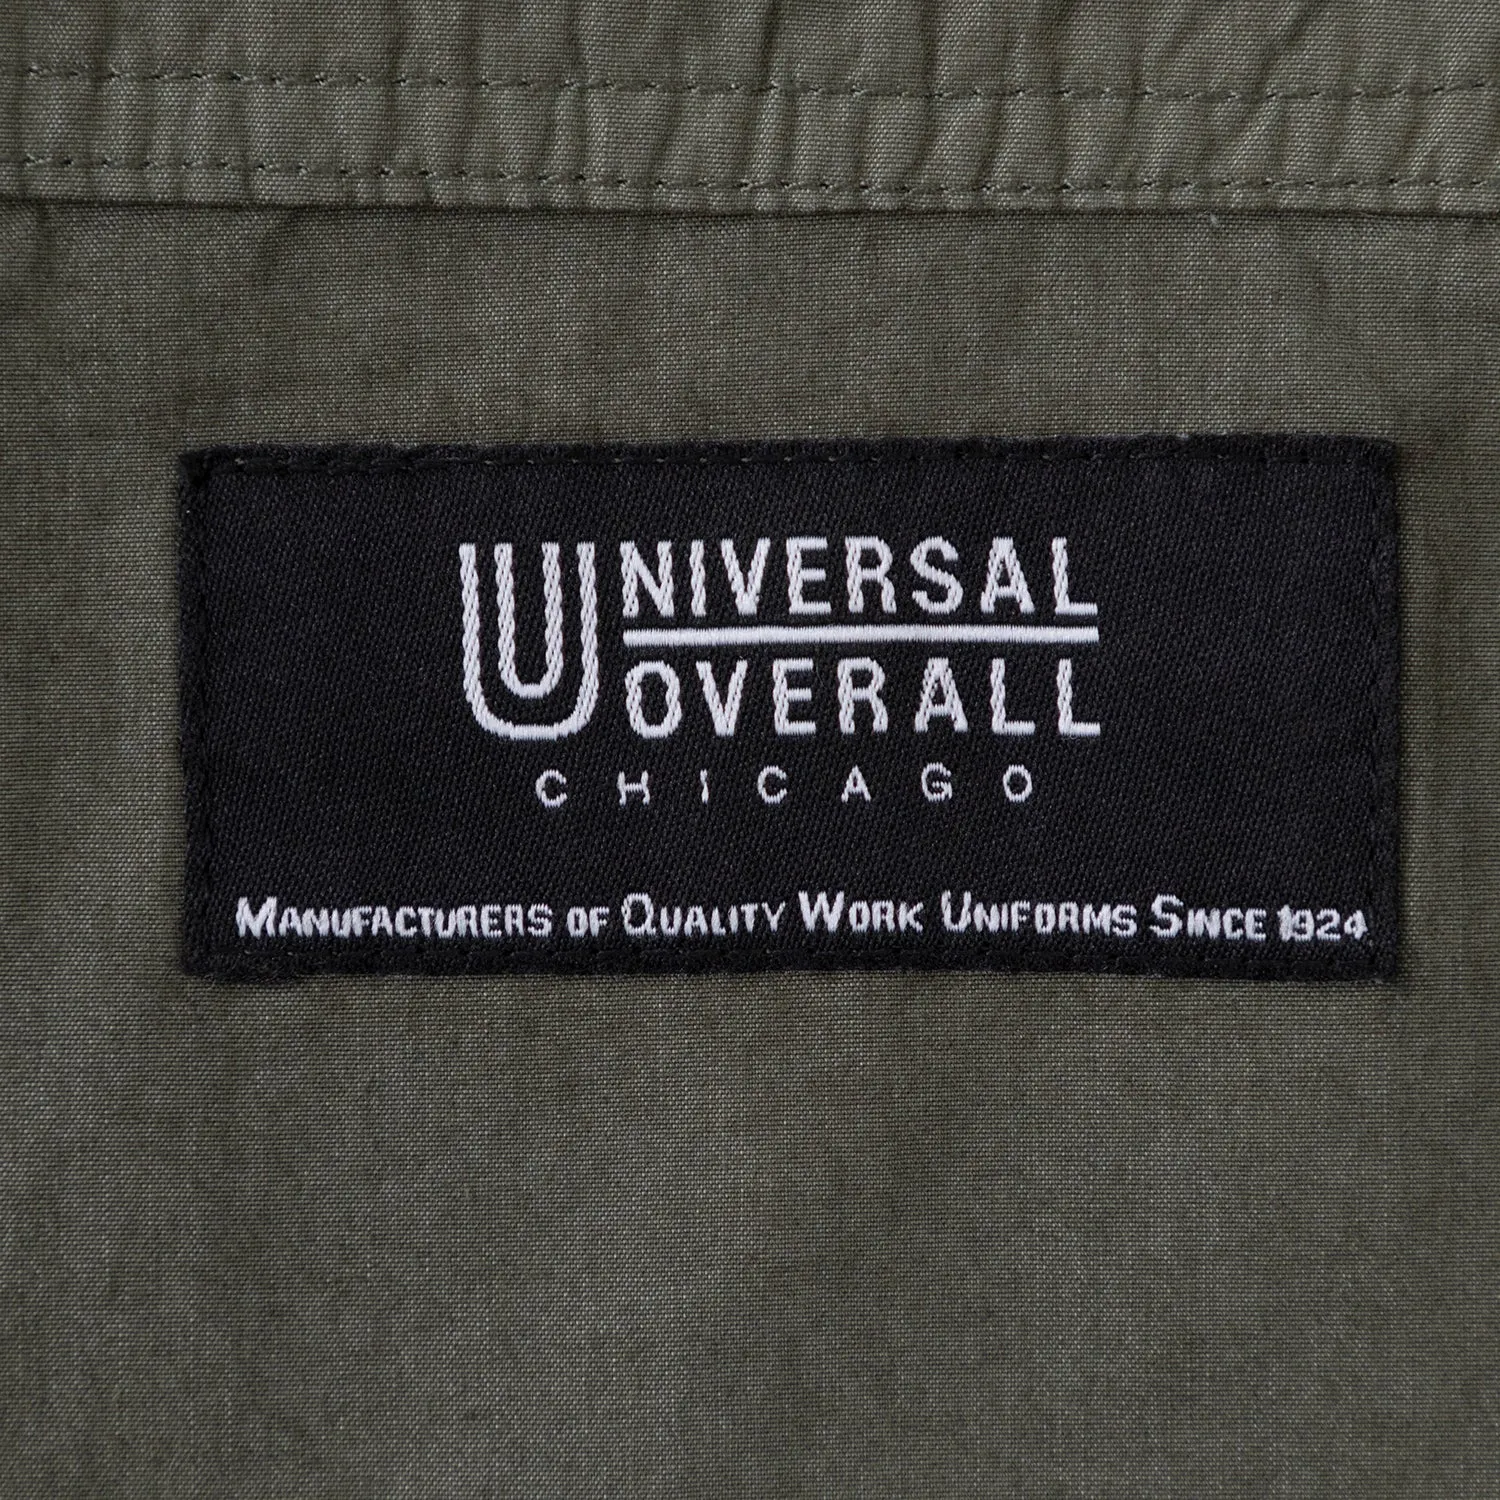 UNIVERSAL
OVERALL
CHICAGO
MANUFACTURERS OF QUALITY WORK UNIFORMS SINCE 1924